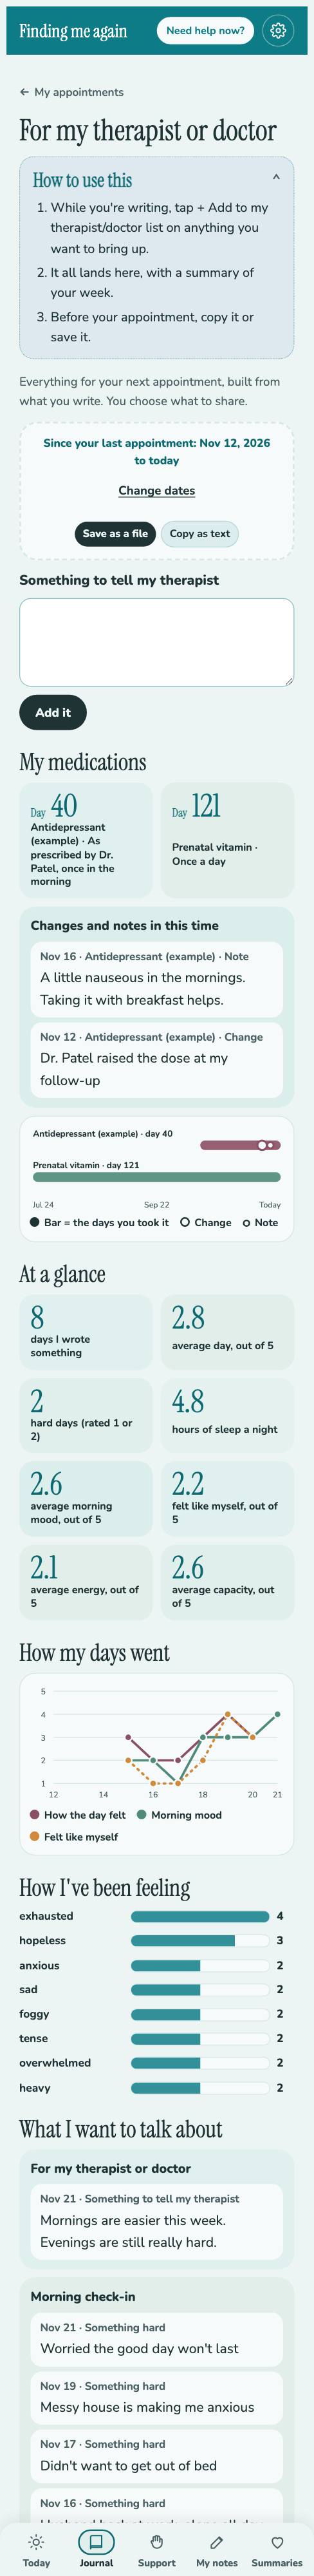 Finding me again
Need help now?
← My appointments
For my therapist or doctor
How to use this
1. While you're writing, tap + Add to my
therapist/doctor list on anything you
want to bring up.
2. It all lands here, with a summary of
your week.
3. Before your appointment, copy it or
save it.
Everything for your next appointment, built from
what you write. You choose what to share.
Since your last appointment: Nov 12, 2026
to today
Change dates
Save as a file
Copy as text
Something to tell my therapist
Add it
My medications
Day 40
Antidepressant
(example) · As
prescribed by Dr.
Patel, once in the
morning
Day 121
Prenatal vitamin ·
Once a day
Changes and notes in this time
Nov 16 · Antidepressant (example) · Note
A little nauseous in the mornings.
Taking it with breakfast helps.
Nov 12 · Antidepressant (example) · Change
Dr. Patel raised the dose at my
follow-up
Antidepressant (example) · day 40
Prenatal vitamin · day 121
Jul 24
Sep 22
Today
Bar = the days you took it
Change
Note
At a glance
8
days I wrote
something
2.8
average day, out of 5
2
hard days (rated 1 or
2)
4.8
hours of sleep a night
2.6
average morning
mood, out of 5
2.2
felt like myself, out of
5
2.1
average energy, out of
5
2.6
average capacity, out
of 5
How my days went
5
4
3
2
1
12
14
16
18
20
21
How the day felt
Morning mood
Felt like myself
How I've been feeling
exhausted 4
hopeless 3
anxious 2
sad 2
foggy 2
tense 2
overwhelmed 2
heavy 2
What I want to talk about
For my therapist or doctor
Nov 21 · Something to tell my therapist
Mornings are easier this week.
Evenings are still really hard.
Morning check-in
Nov 21 · Something hard
Worried the good day won't last
Nov 19 · Something hard
Messy house is making me anxious
Nov 17 · Something hard
Didn't want to get out of bed
Nov 16 · Something hard
Today
Journal
Support
My notes
Summaries